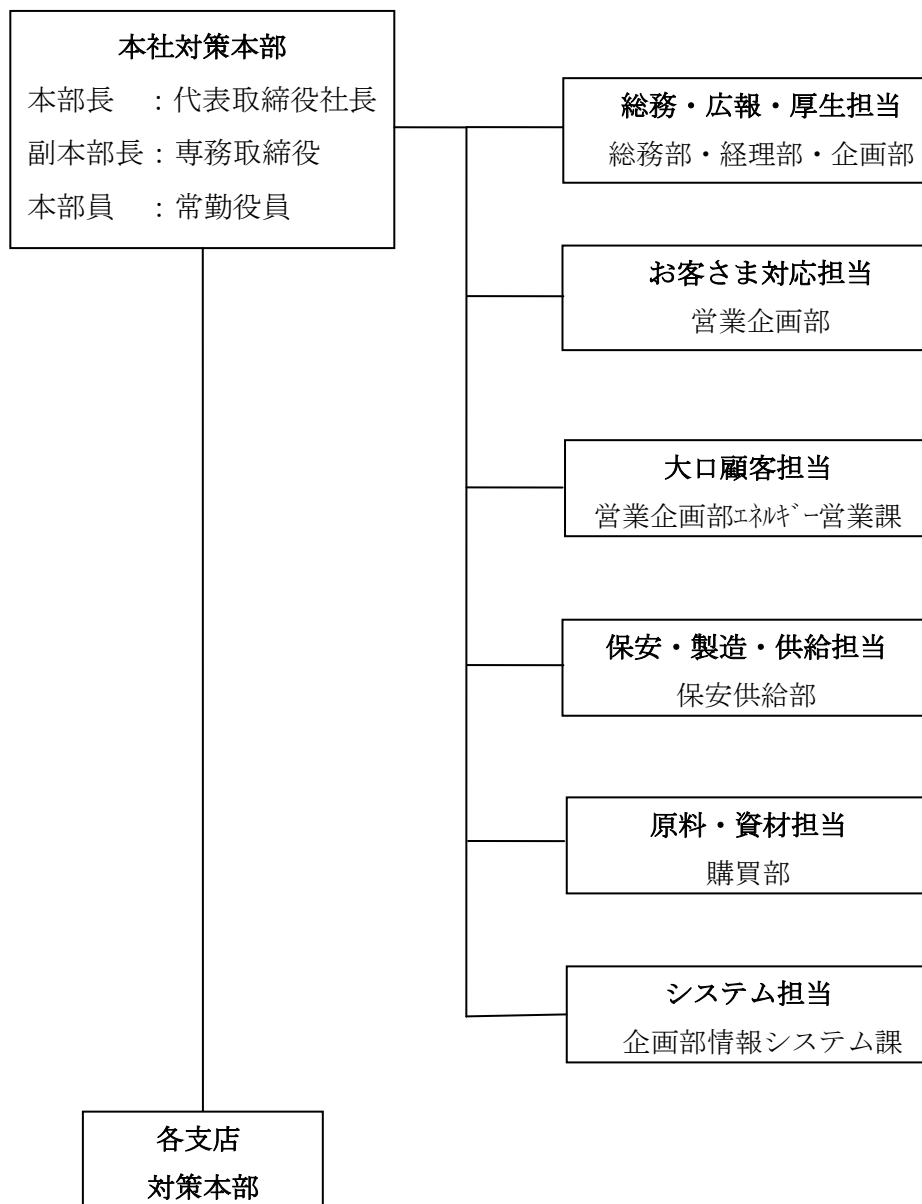 本社対策本部
本部長 :代表取締役社長
副本部長:専務取締役
本部員 :常勤役員
総務・広報・厚生担当
総務部・経理部・企画部
お客さま対応担当
営業企画部
大口顧客担当
営業企画部ｴﾈﾙｷﾞｰ営業課
保安・製造・供給担当
保安供給部
原料・資材担当
購買部
システム担当
企画部情報システム課
各支店
対策本部